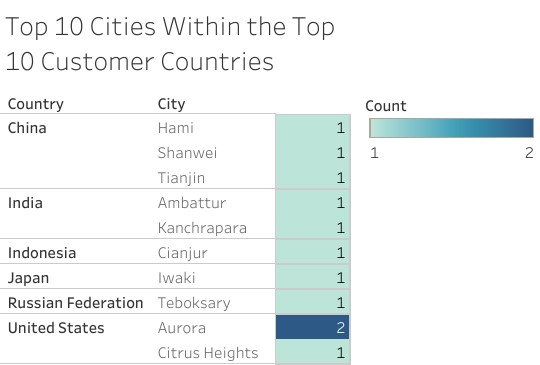 Top 10 Cities Within the Top
10 Customer Countries
Country City
Count
China Hami 1
1 2
Shanwei 1
Tianjin 1
India Ambattur 1
Kanchrapara 1
Indonesia Cianjur 1
Japan Iwaki 1
Russian Federation Teboksary 1
United States Aurora 2
Citrus Heights 1